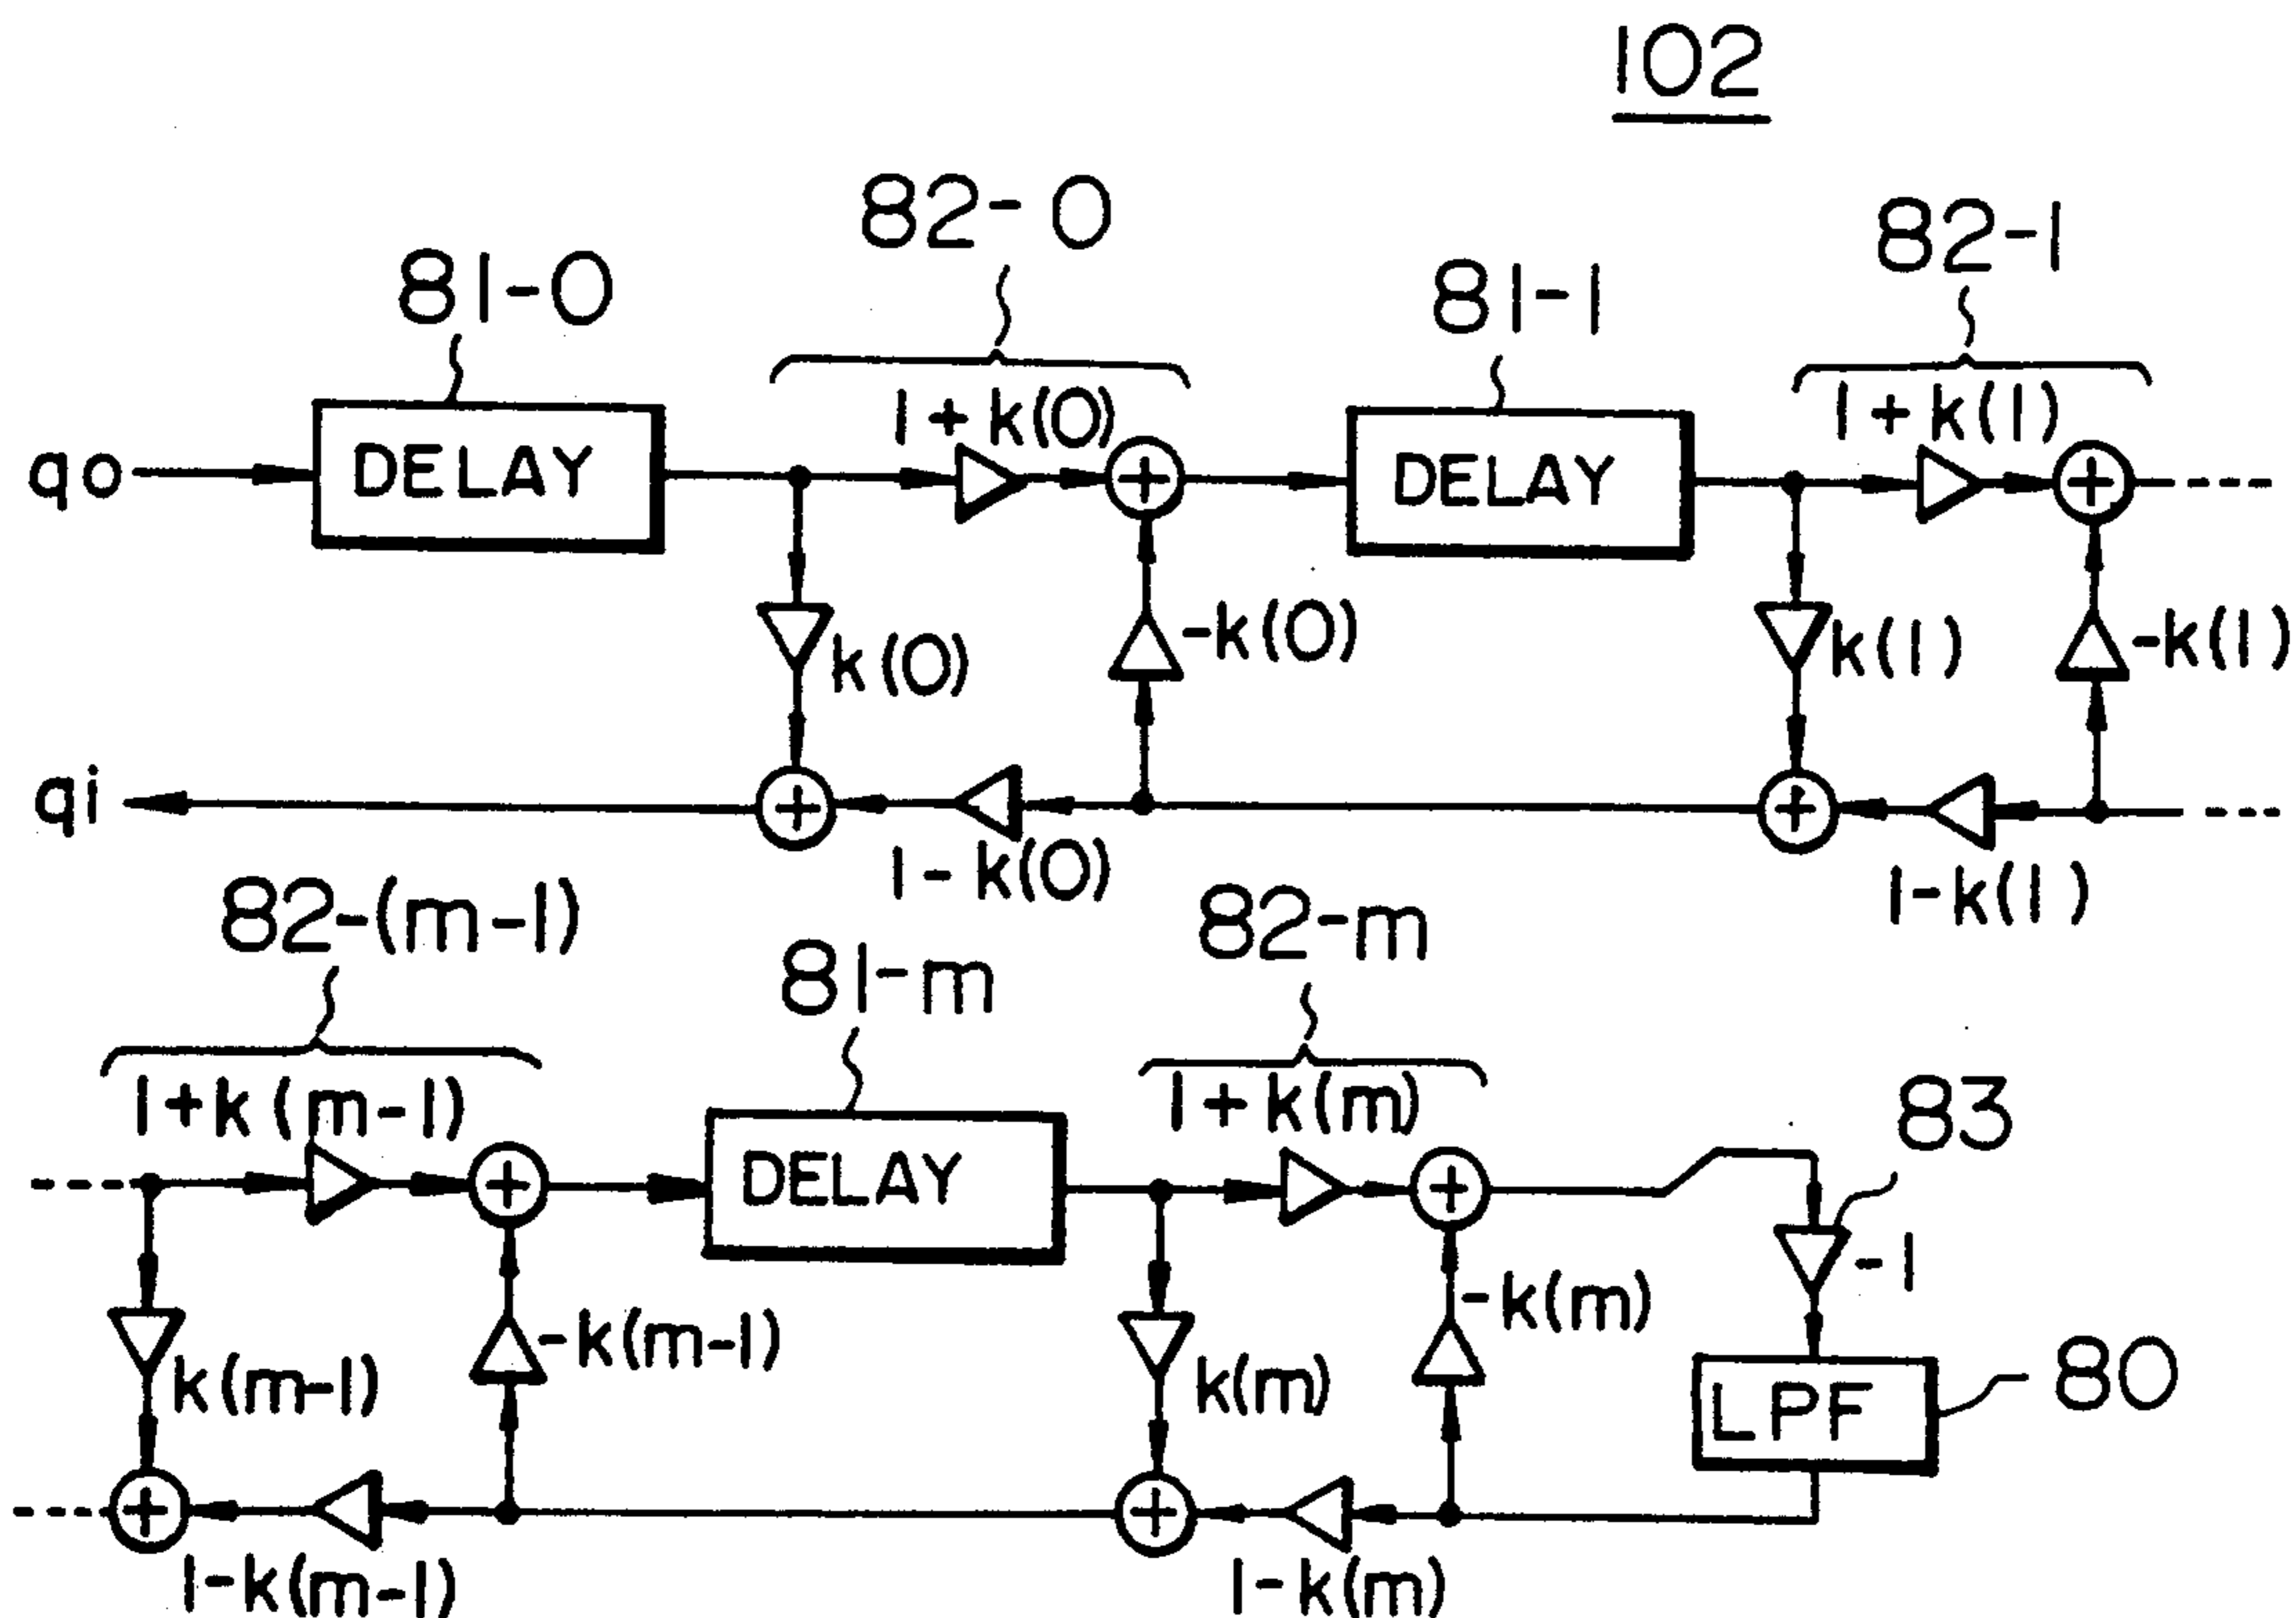 102
82-0
82-1
81-0
81-1
1+k(0)
1+k(1)
qo
DELAY
DELAY
k(0)
-k(0)
k(1)
-k(1)
qi
1-k(0)
1-k(1)
82-(m-1)
81-m
82-m
1+k(m-1)
1+k(m)
83
DELAY
-1
k(m-1)
-k(m-1)
k(m)
-k(m)
LPF
80
1-k(m-1)
1-k(m)